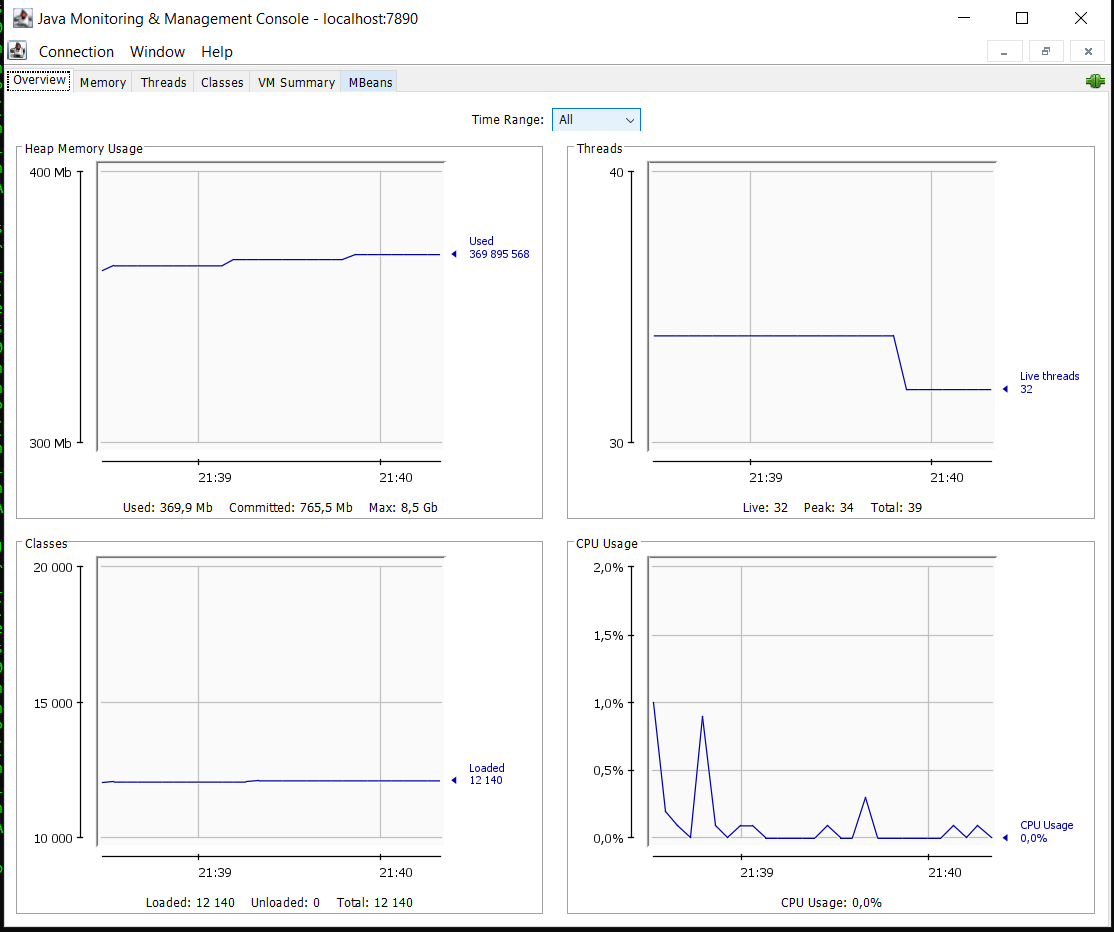 Java Monitoring & Management Console - localhost:7890
Connection Window Help
Overview Memory Threads Classes VM Summary MBeans
Time Range: All
Heap Memory Usage
400 Mb
Used
369 895 568
300 Mb
21:39 21:40
Used: 369,9 Mb Committed: 765,5 Mb Max: 8,5 Gb
Threads
40
Live threads
32
30
21:39 21:40
Live: 32 Peak: 34 Total: 39
Classes
20 000
15 000
Loaded
12 140
10 000
21:39 21:40
Loaded: 12 140 Unloaded: 0 Total: 12 140
CPU Usage
2,0%
1,5%
1,0%
0,5%
CPU Usage
0,0%
0,0%
21:39 21:40
CPU Usage: 0,0%